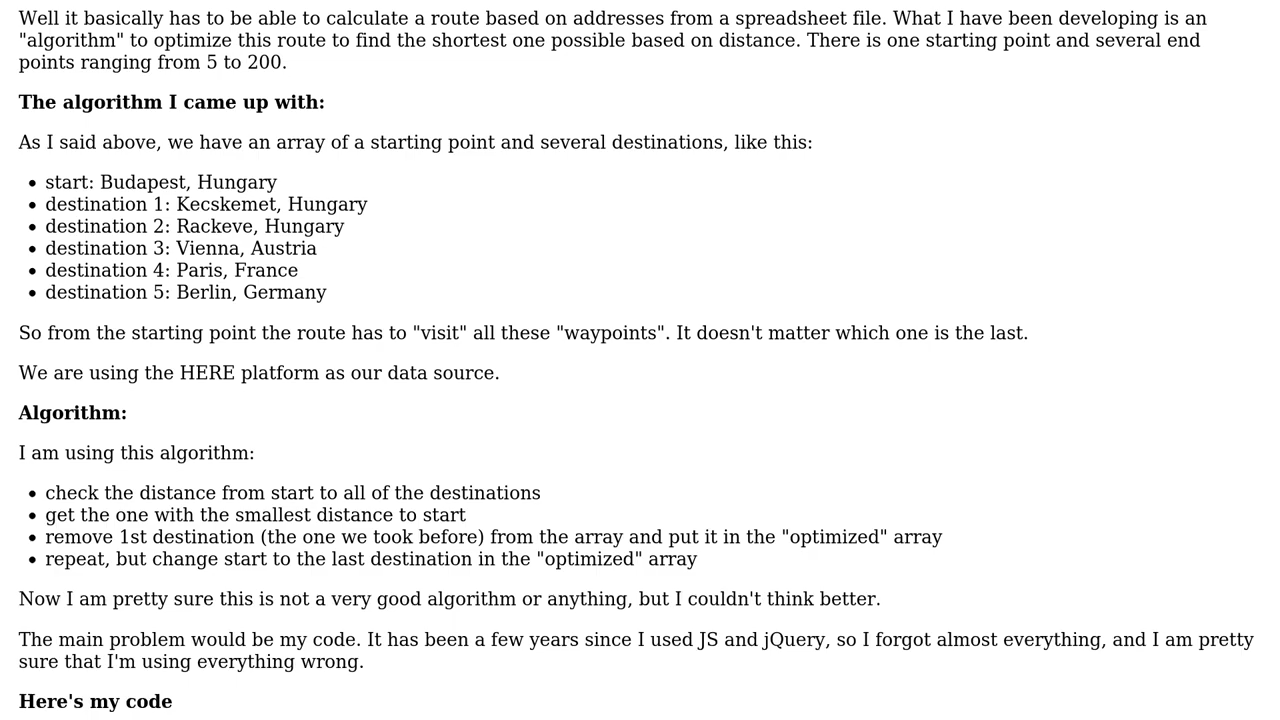 Well it basically has to be able to calculate a route based on addresses from a spreadsheet file. What I have been developing is an
"algorithm" to optimize this route to find the shortest one possible based on distance. There is one starting point and several end
points ranging from 5 to 200.
The algorithm I came up with:
As I said above, we have an array of a starting point and several destinations, like this:
• start: Budapest, Hungary
• destination 1: Kecskemet, Hungary
• destination 2: Rackeve, Hungary
• destination 3: Vienna, Austria
• destination 4: Paris, France
• destination 5: Berlin, Germany
So from the starting point the route has to "visit" all these "waypoints". It doesn't matter which one is the last.
We are using the HERE platform as our data source.
Algorithm:
I am using this algorithm:
• check the distance from start to all of the destinations
• get the one with the smallest distance to start
• remove 1st destination (the one we took before) from the array and put it in the "optimized" array
• repeat, but change start to the last destination in the "optimized" array
Now I am pretty sure this is not a very good algorithm or anything, but I couldn't think better.
The main problem would be my code. It has been a few years since I used JS and jQuery, so I forgot almost everything, and I am pretty
sure that I'm using everything wrong.
Here's my code